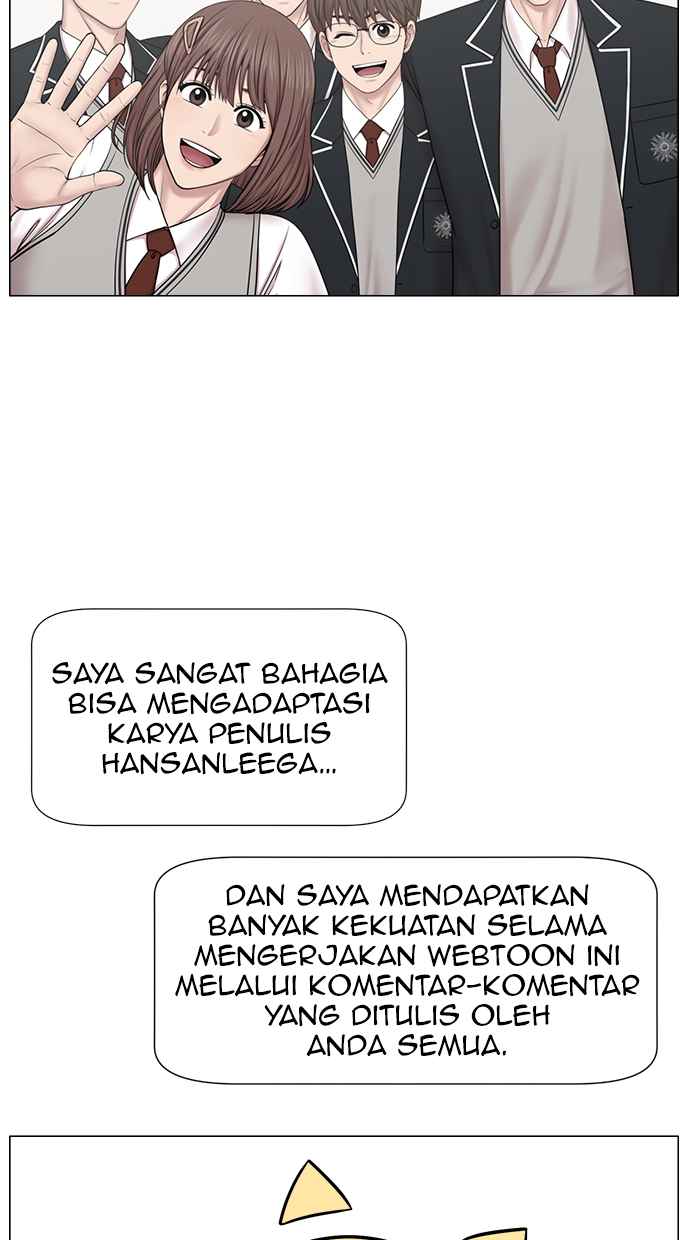 SAYA SANGAT BAHAGIA
BISA MENGADAPTASI
KARYA PENULIS
HANSANLEEGA...
DAN SAYA MENDAPATKAN
BANYAK KEKUATAN SELAMA
MENGERJAKAN WEBTOON INI
MELALUI KOMENTAR-KOMENTAR
YANG DITULIS OLEH
ANDA SEMUA.